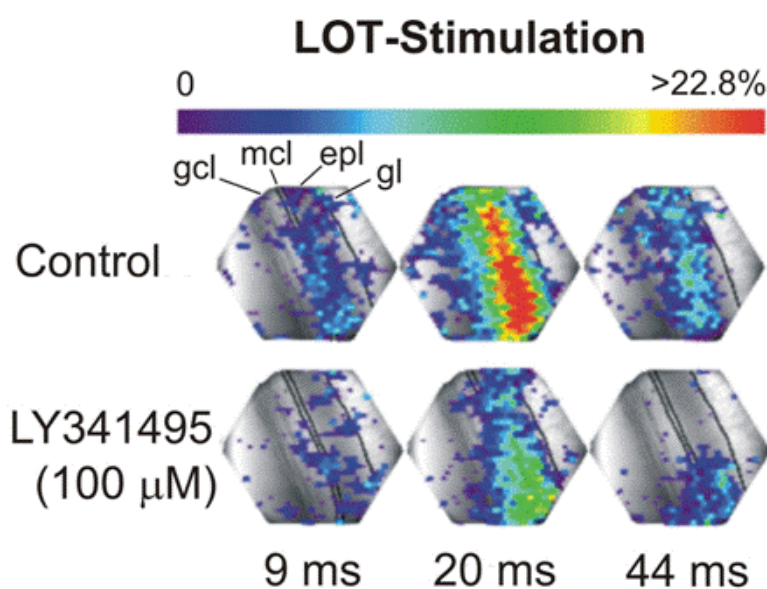 LOT-Stimulation
0 >22.8%
gcl mcl epl gl
Control
LY341495
(100 μM)
9 ms 20 ms 44 ms